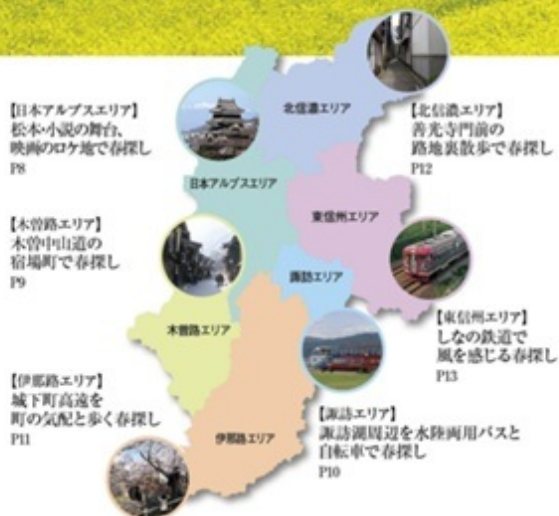 【日本アルプスエリア】
松本・小説の舞台、
映画のロケ地で春探し
P8
【木曽路エリア】
木曽中山道の
宿場町で春探し
P9
【伊那路エリア】
城下町高遠を
町の気配と歩く春探し
P11
北信濃エリア
日本アルプスエリア
東信州エリア
諏訪エリア
木曽路エリア
伊那路エリア
【北信濃エリア】
善光寺門前の
路地裏散歩で春探し
P12
【東信州エリア】
しなの鉄道で
風を感じる春探し
P13
【諏訪エリア】
諏訪湖周辺を水陸両用バスと
自転車で春探し
P10